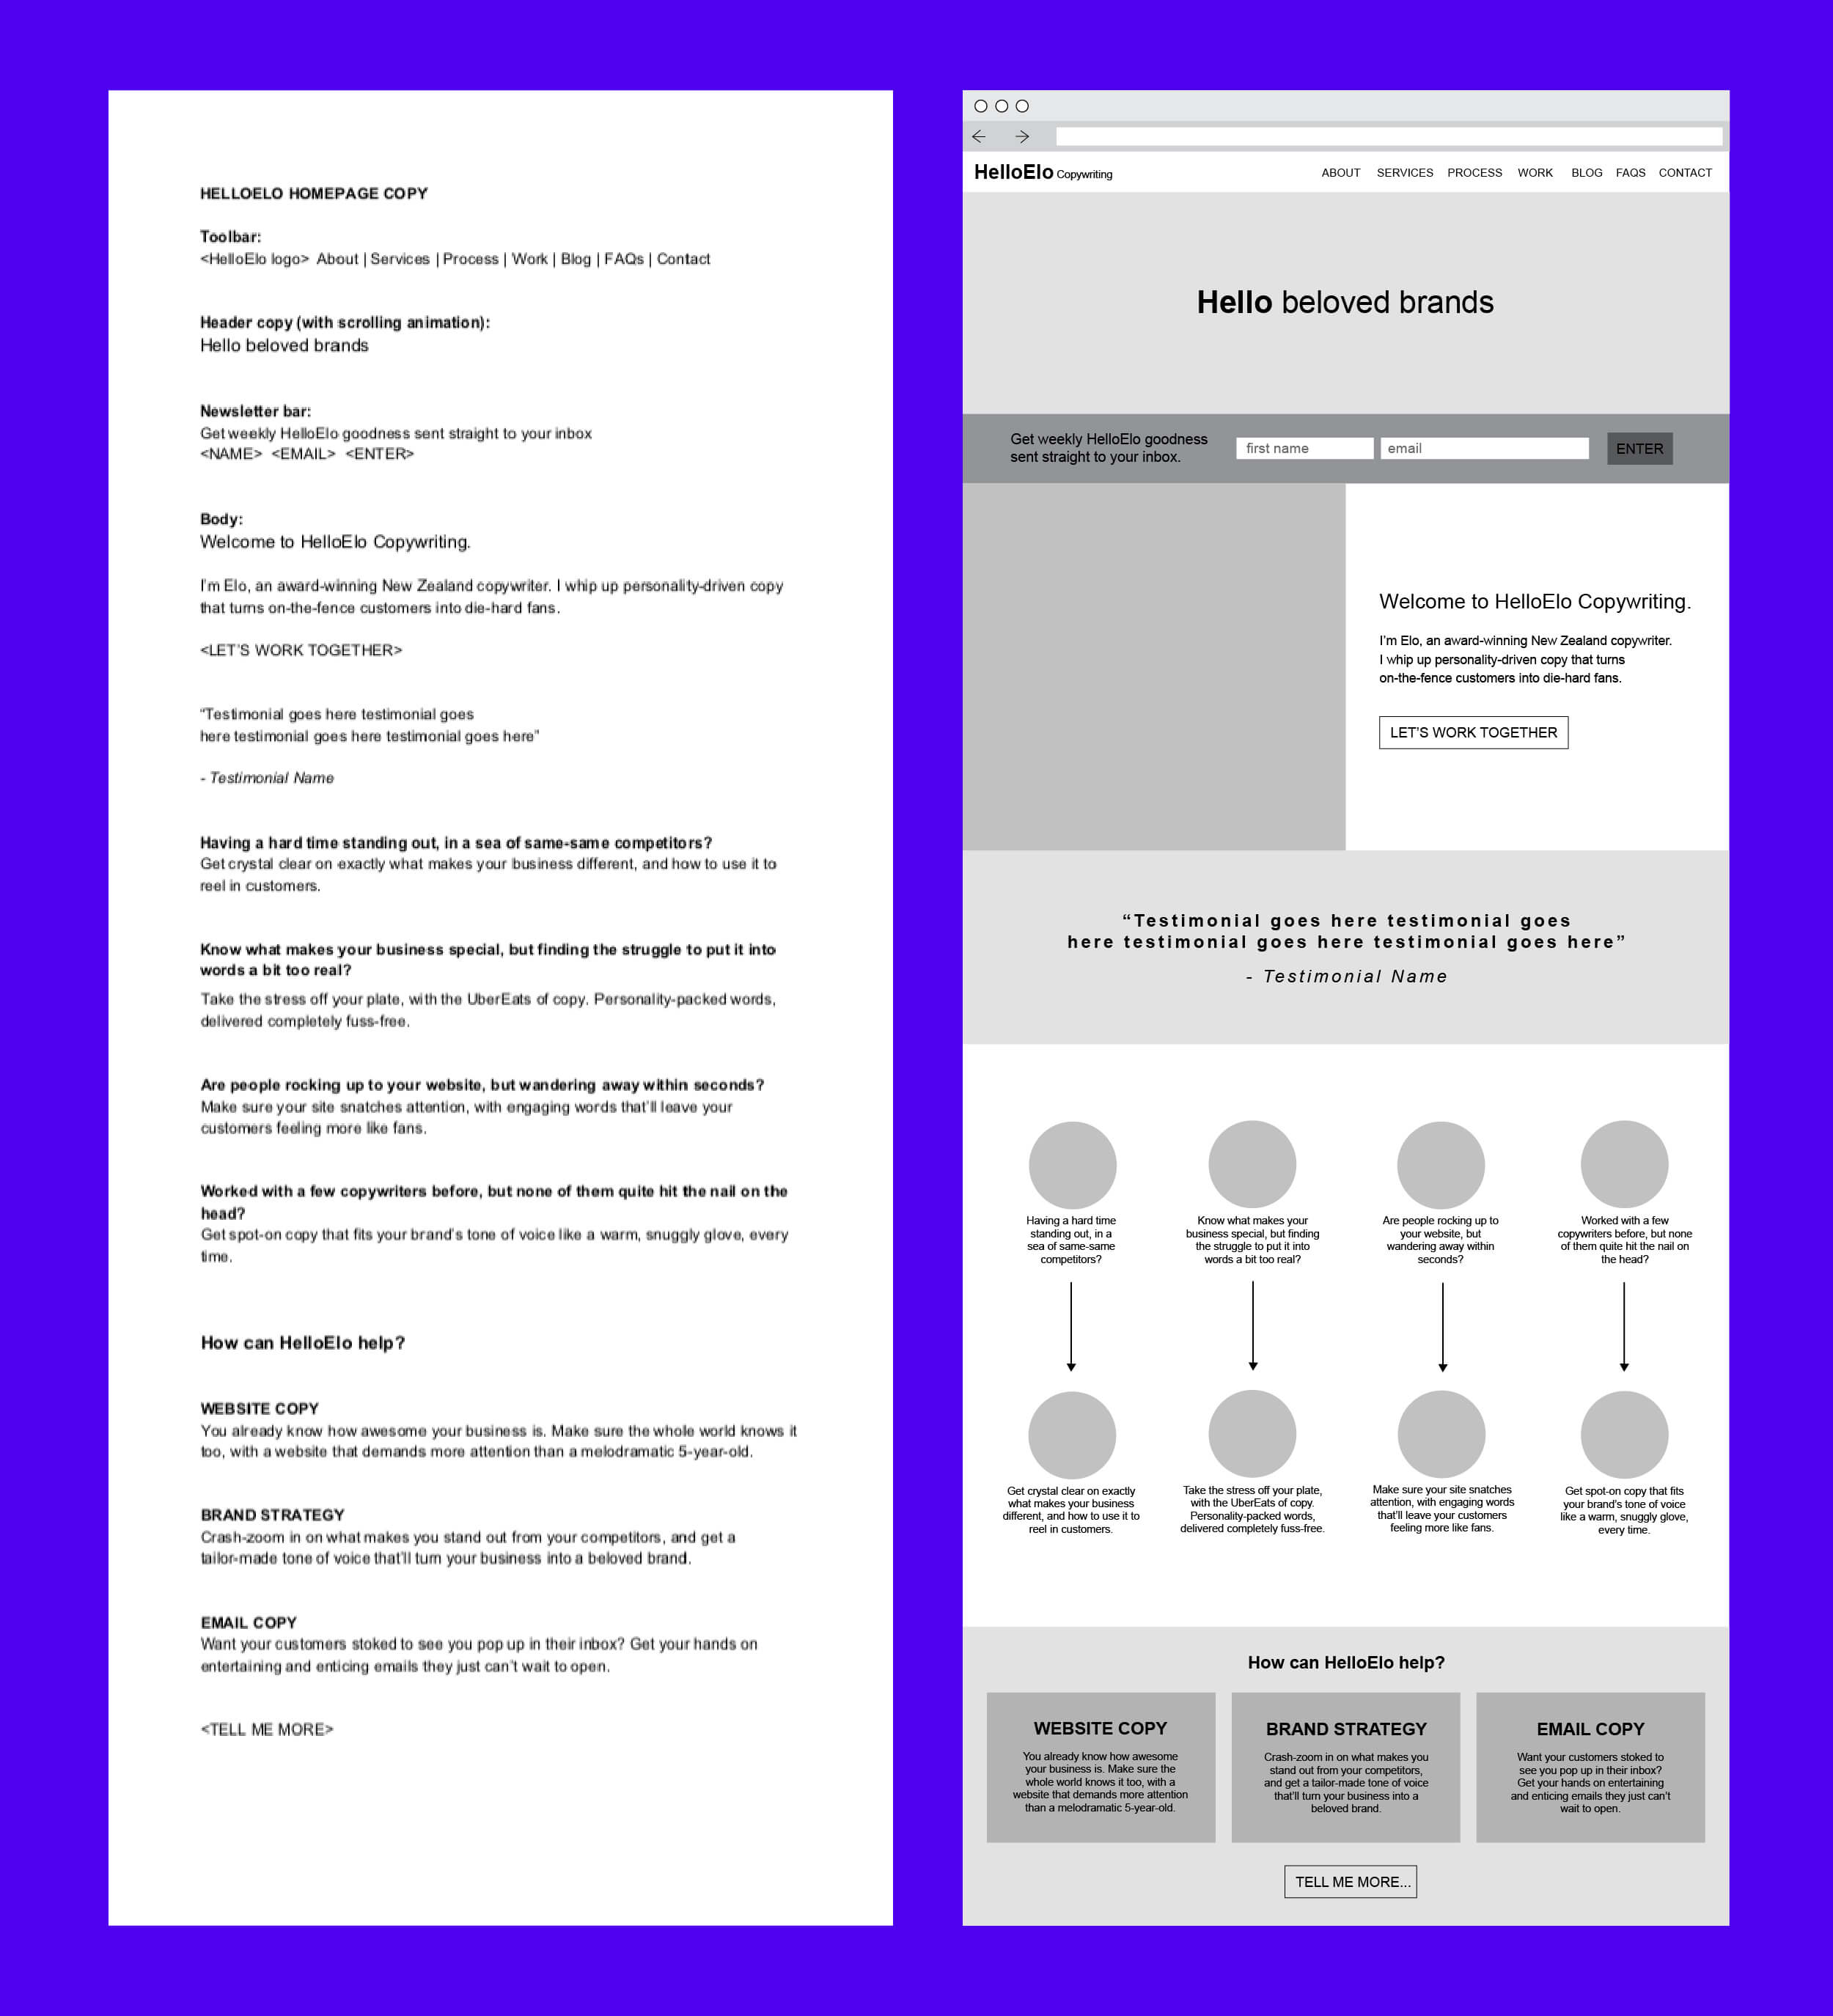 HELLOELO HOMEPAGE COPY
Toolbar:
<HelloElo logo> About | Services | Process | Work | Blog | FAQs | Contact
Header copy (with scrolling animation):
Hello beloved brands
Newsletter bar:
Get weekly HelloElo goodness sent straight to your inbox
<NAME> <EMAIL> <ENTER>
Body:
Welcome to HelloElo Copywriting.
I'm Elo, an award-winning New Zealand copywriter. I whip up personality-driven copy
that turns on-the-fence customers into die-hard fans.
<LET'S WORK TOGETHER>
“Testimonial goes here testimonial goes
here testimonial goes here testimonial goes here”
- Testimonial Name
Having a hard time standing out, in a sea of same-same competitors?
Get crystal clear on exactly what makes your business different, and how to use it to
reel in customers.
Know what makes your business special, but finding the struggle to put it into
words a bit too real?
Take the stress off your plate, with the UberEats of copy. Personality-packed words,
delivered completely fuss-free.
Are people rocking up to your website, but wandering away within seconds?
Make sure your site snatches attention, with engaging words that'll leave your
customers feeling more like fans.
Worked with a few copywriters before, but none of them quite hit the nail on the
head?
Get spot-on copy that fits your brand's tone of voice like a warm, snuggly glove, every
time.
How can HelloElo help?
WEBSITE COPY
You already know how awesome your business is. Make sure the whole world knows it
too, with a website that demands more attention than a melodramatic 5-year-old.
BRAND STRATEGY
Crash-zoom in on what makes you stand out from your competitors, and get a
tailor-made tone of voice that'll turn your business into a beloved brand.
EMAIL COPY
Want your customers stoked to see you pop up in their inbox? Get your hands on
entertaining and enticing emails they just can't wait to open.
<TELL ME MORE>
HelloElo Copywriting
ABOUT SERVICES PROCESS WORK BLOG FAQS CONTACT
Hello beloved brands
Get weekly HelloElo goodness
sent straight to your inbox.
first name
email
ENTER
Welcome to HelloElo Copywriting.
I'm Elo, an award-winning New Zealand copywriter.
I whip up personality-driven copy that turns
on-the-fence customers into die-hard fans.
LET'S WORK TOGETHER
“Testimonial goes here testimonial goes
here testimonial goes here testimonial goes here”
- Testimonial Name
Having a hard time
standing out, in a
sea of same-same
competitors?
Know what makes your
business special, but finding
the struggle to put it into
words a bit too real?
Are people rocking up to
your website, but
wandering away within
seconds?
Worked with a few
copywriters before, but none
of them quite hit the nail on
the head?
Get crystal clear on exactly
what makes your business
different, and how to use it to
reel in customers.
Take the stress off your plate,
with the UberEats of copy.
Personality-packed words,
delivered completely fuss-free.
Make sure your site snatches
attention, with engaging words
that'll leave your customers
feeling more like fans.
Get spot-on copy that fits
your brand's tone of voice
like a warm, snuggly glove,
every time.
How can HelloElo help?
WEBSITE COPY
You already know how awesome
your business is. Make sure the
whole world knows it too, with a
website that demands more attention
than a melodramatic 5-year-old.
BRAND STRATEGY
Crash-zoom in on what makes you
stand out from your competitors,
and get a tailor-made tone of voice
that'll turn your business into a
beloved brand.
EMAIL COPY
Want your customers stoked to
see you pop up in their inbox?
Get your hands on entertaining
and enticing emails they just can't
wait to open.
TELL ME MORE...